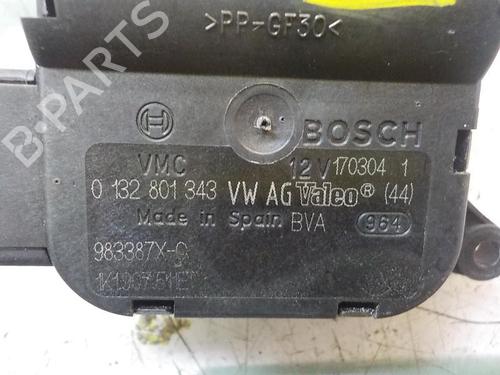 >PP-GF30<
B-PARTS
BOSCH
VMC 12V 170304 1
0 132 801 343 VW AG Valeo® (44)
Made in Spain BVA 964
983387X-C